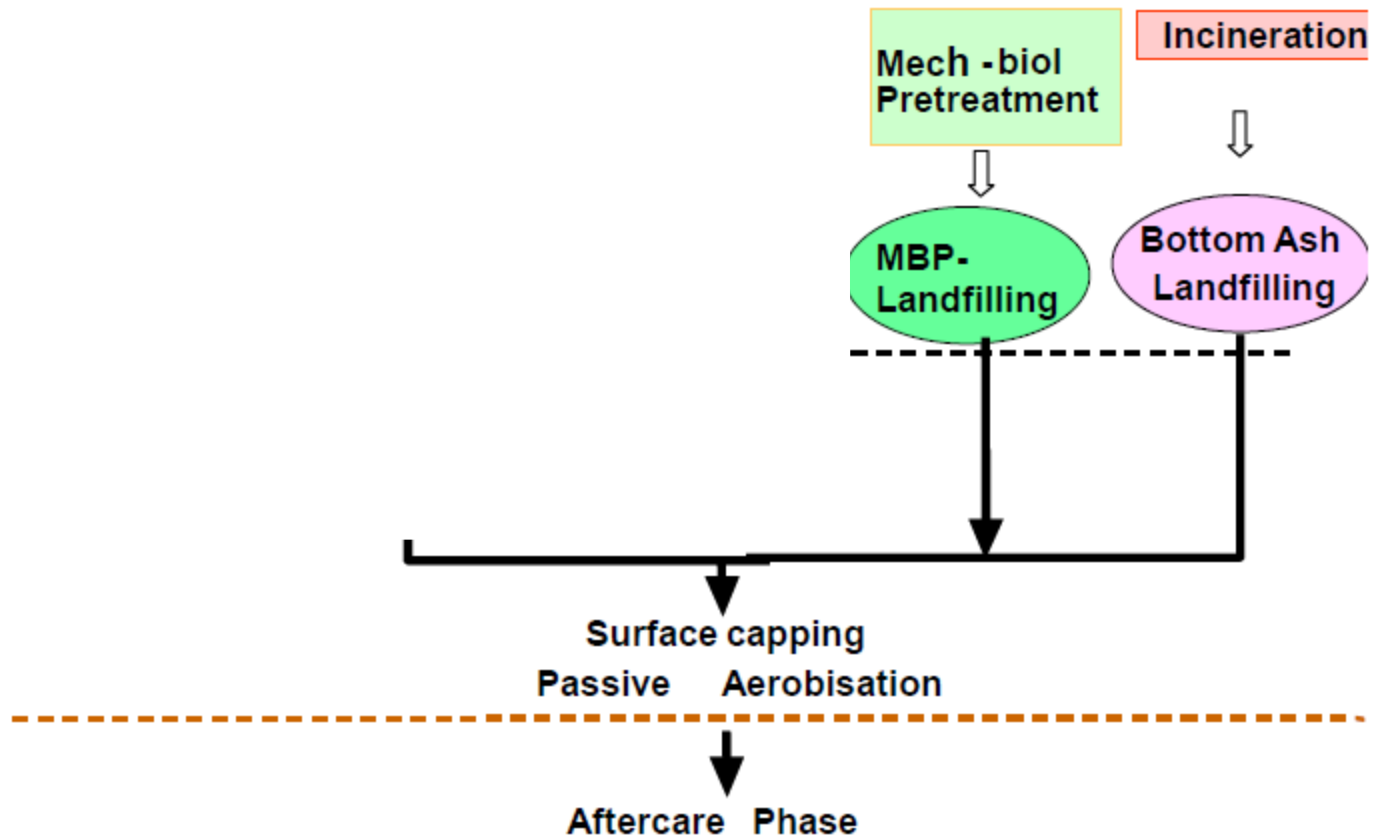 Mech -biol
Pretreatment
Incineration
MBP-
Landfilling
Bottom Ash
Landfilling
Surface capping
Passive Aerobisation
Aftercare Phase